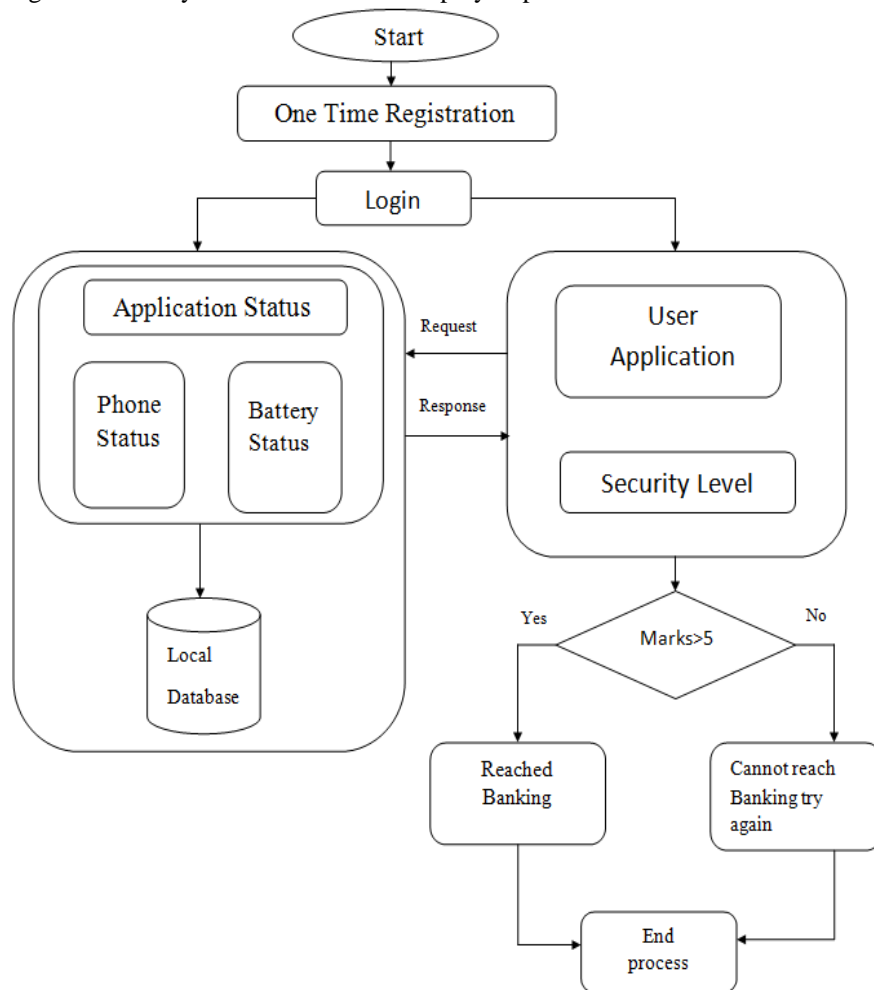 Start
One Time Registration
Login
Application Status
Phone
Status
Battery
Status
Local
Database
Request
Response
User
Application
Security Level
Marks>5
Yes
No
Reached
Banking
Cannot reach
Banking try
again
End
process